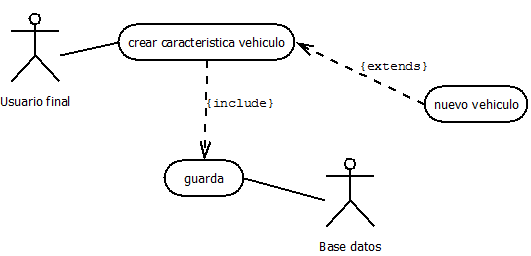 crear caracteristica vehiculo
{extends}
Usuario final
{include}
nuevo vehiculo
guarda
Base datos